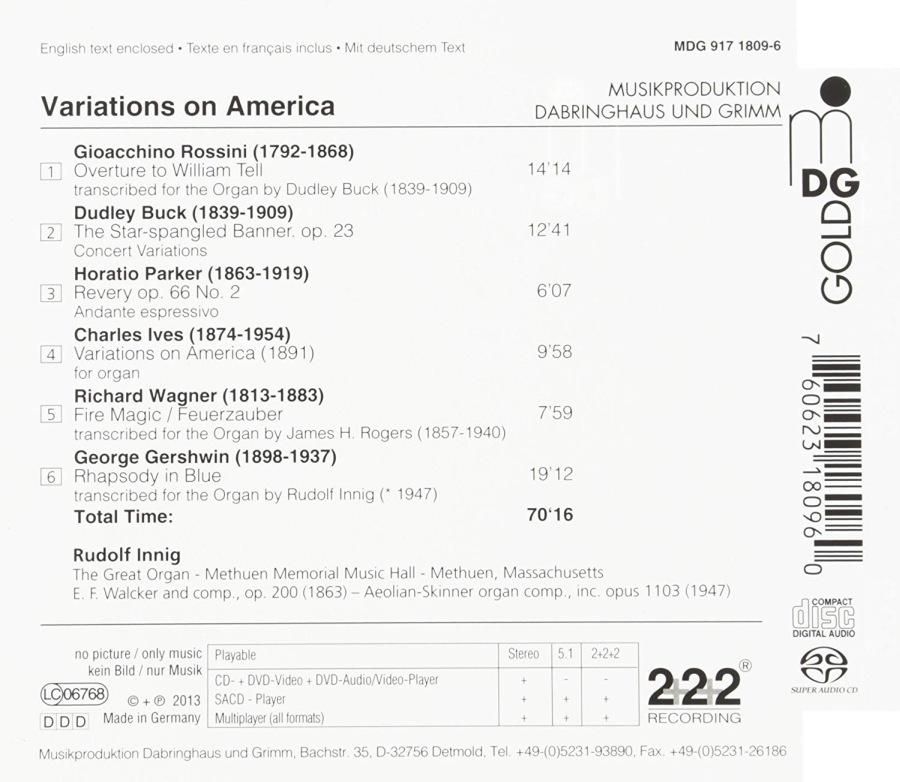 English text enclosed • Texte en français inclus • Mit deutschem Text
MDG 917 1809-6
Variations on America
MUSIKPRODUKTION
DABRINGHAUS UND GRIMM
MDG
GOLD
Gioacchino Rossini (1792-1868)
1 Overture to William Tell 14'14
transcribed for the Organ by Dudley Buck (1839-1909)
Dudley Buck (1839-1909)
2 The Star-spangled Banner. op. 23 12'41
Concert Variations
Horatio Parker (1863-1919)
3 Revery op. 66 No. 2 6'07
Andante espressivo
Charles Ives (1874-1954)
4 Variations on America (1891) 9'58
for organ
Richard Wagner (1813-1883)
5 Fire Magic / Feuerzauber 7'59
transcribed for the Organ by James H. Rogers (1857-1940)
George Gershwin (1898-1937)
6 Rhapsody in Blue 19'12
transcribed for the Organ by Rudolf Innig (* 1947)
Total Time: 70‘16
7 60623 18096 0
Rudolf Innig
The Great Organ - Methuen Memorial Music Hall - Methuen, Massachusetts
E. F. Walcker and comp., op. 200 (1863) – Aeolian-Skinner organ comp., inc. opus 1103 (1947)
COMPACT
disc
DIGITAL AUDIO
SUPER AUDIO CD
no picture / only music
kein Bild / nur Musik
LC 06768
© + ℗ 2013
DDD
Made in Germany
Playable Stereo 5.1 2+2+2
CD- + DVD-Video + DVD-Audio/Video-Player + - -
SACD - Player + + +
Multiplayer (all formats) + + +
2+2+2®
RECORDING
Musikproduktion Dabringhaus und Grimm, Bachstr. 35, D-32756 Detmold, Tel. +49-(0)5231-93890, Fax. +49-(0)5231-26186